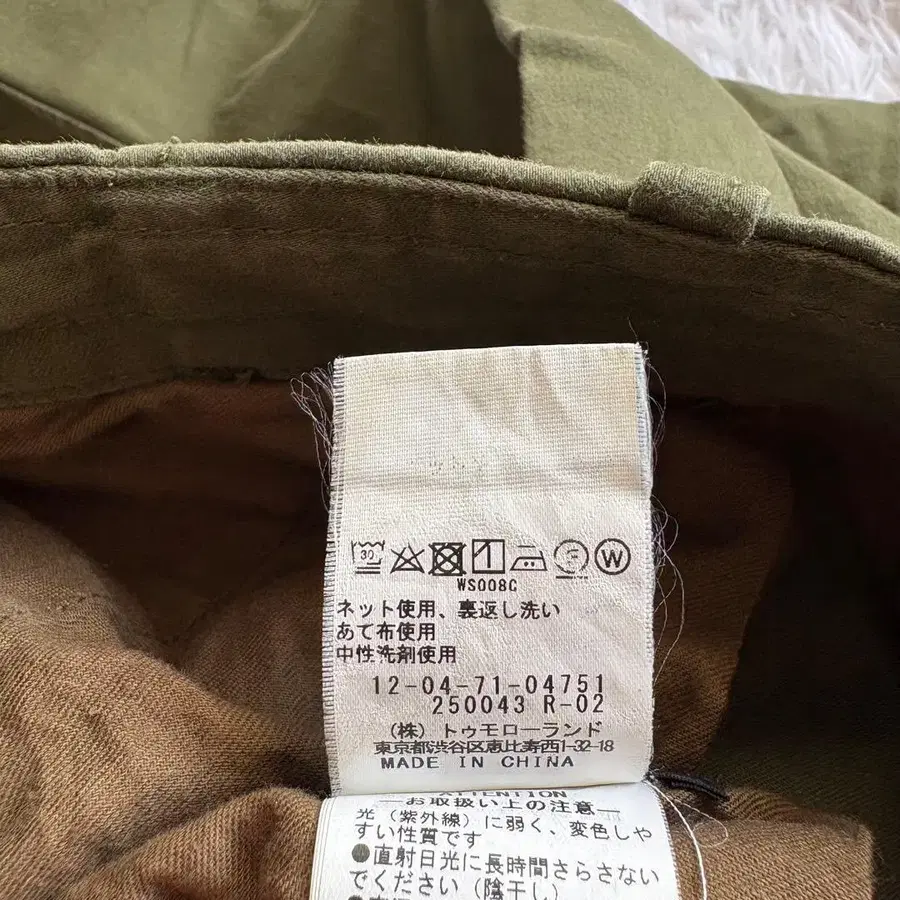 30
WS008C
ネット使用、裏返し洗い
あて布使用
中性洗剤使用
12-04-71-04751
250043 R-02
(株) トゥモローランド
東京都渋谷区恵比寿西1-32-18
MADE IN CHINA
ATTENTION
―お取扱い上の注意―
光(紫外線)に弱く、変色しや
すい性質です
●直射日光に長時間さらさない
でください(陰干し)